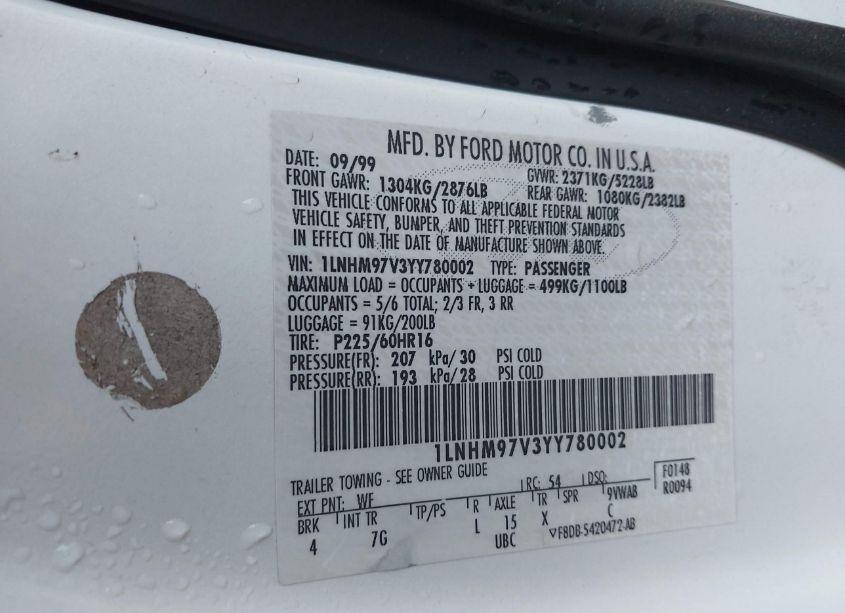 MFD. BY FORD MOTOR CO. IN U.S.A.
DATE: 09/99 GVWR: 2371KG/5228LB
FRONT GAWR: 1304KG/2876LB REAR GAWR: 1080KG/2382LB
THIS VEHICLE CONFORMS TO ALL APPLICABLE FEDERAL MOTOR
VEHICLE SAFETY, BUMPER, AND THEFT PREVENTION STANDARDS
IN EFFECT ON THE DATE OF MANUFACTURE SHOWN ABOVE.
VIN: 1LNHM97V3YY780002 TYPE: PASSENGER
MAXIMUM LOAD = OCCUPANTS + LUGGAGE = 499KG/1100LB
OCCUPANTS = 5/6 TOTAL; 2/3 FR, 3 RR
LUGGAGE = 91KG/200LB
TIRE: P225/60HR16
PRESSURE(FR): 207 kPa/30 PSI COLD
PRESSURE(RR): 193 kPa/28 PSI COLD
1LNHM97V3YY780002
TRAILER TOWING - SEE OWNER GUIDE
EXT PNT: WF RC: 54 DSO: F0148
BRK INT TR TP/PS R AXLE TR SPR 9VWAB R0094
4 7G L 15 X C
UBC ▽F8DB-5420472-AB